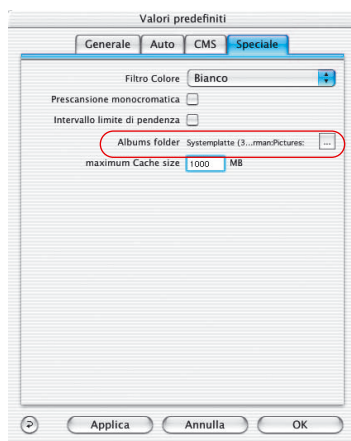 Valori predefiniti
Generale Auto CMS Speciale
Filtro Colore Bianco
Prescansione monocromatica
Intervallo limite di pendenza
Albums folder Systemplatte (3...rman:Pictures: ...
maximum Cache size 1000 MB
Applica Annulla OK